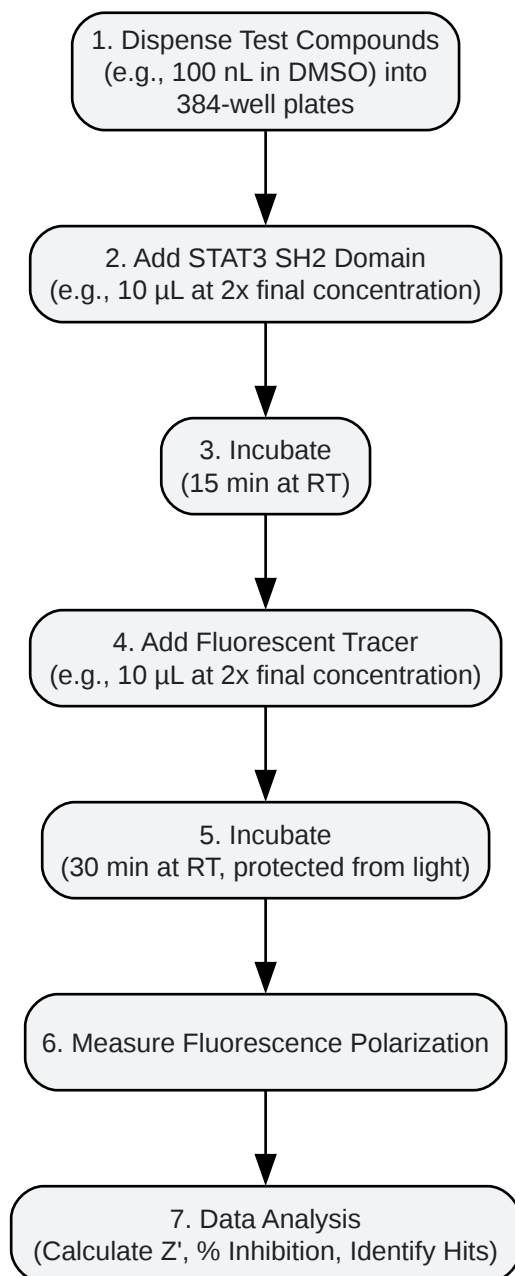 1. Dispense Test Compounds
(e.g., 100 nL in DMSO) into
384-well plates
2. Add STAT3 SH2 Domain
(e.g., 10 µL at 2x final concentration)
3. Incubate
(15 min at RT)
4. Add Fluorescent Tracer
(e.g., 10 µL at 2x final concentration)
5. Incubate
(30 min at RT, protected from light)
6. Measure Fluorescence Polarization
7. Data Analysis
(Calculate Z', % Inhibition, Identify Hits)